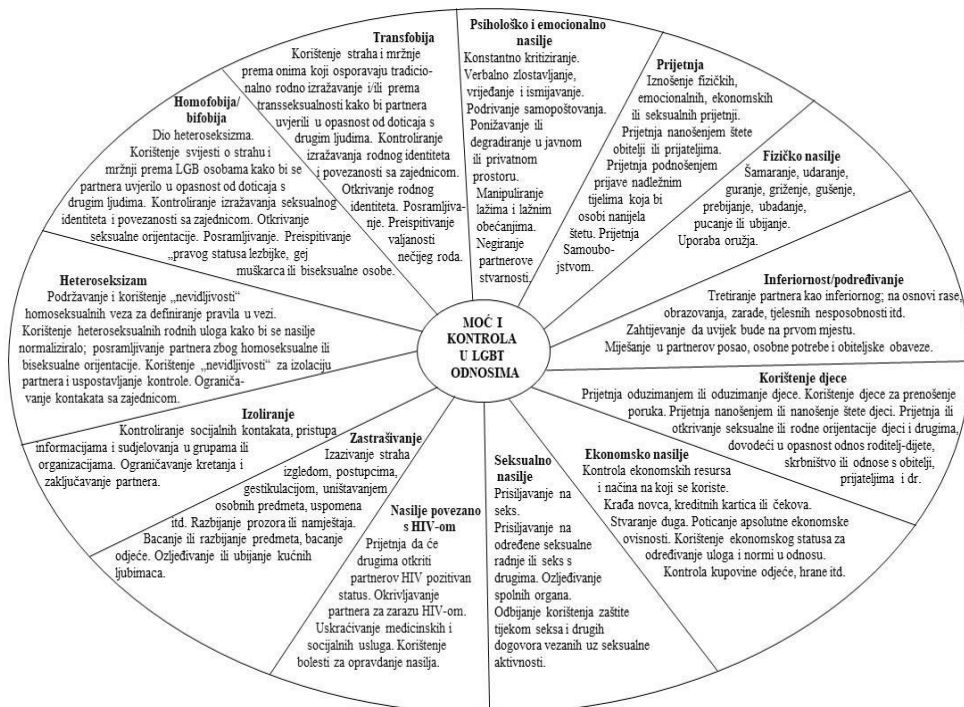 Psihološko i emocionalno
nasilje
Konstantno kritiziranje.
Verbalno zlostavljanje,
vrijeđanje i ismijavanje.
Podrivanje samopoštovanja.
Ponižavanje ili
degradiranje u javnom
ili privatnom
prostoru.
Manipuliranje
lažima i lažnim
obećanjima.
Negiranje
partnerove
stvarnosti.
Prijetnja
Iznošenje fizičkih,
emocionalnih, ekonomskih
ili seksualnih prijetnji.
Prijetnja nanošenjem štete
obitelji ili prijateljima.
Prijetnja podnošenjem
prijave nadležnim
tijelima koja bi
osobi nanijela
štetu. Prijetnja
Samoubo-
jstvom.
Fizičko nasilje
Šamaranje, udaranje,
guranje, griženje, gušenje,
prebijanje, ubadanje,
pucanje ili ubijanje.
Uporaba oružja.
Inferiornost/podređivanje
Tretiranje partnera kao inferiornog; na osnovi rase,
obrazovanja, zarade, tjelesnih nesposobnosti itd.
Zahtijevanje da uvijek bude na prvom mjestu.
Miješanje u partnerov posao, osobne potrebe i obiteljske obaveze.
Korištenje djece
Prijetnja oduzimanjem ili oduzimanje djece. Korištenje djece za prenošenje
poruka. Prijetnja nanošenjem ili nanošenje štete djeci. Prijetnja ili
otkrivanje seksualne ili rodne orijentacije djeci i drugima,
dovodeći u opasnost odnos roditelj-dijete,
skrbništvo ili odnose s obitelji,
prijateljima i dr.
Ekonomsko nasilje
Kontrola ekonomskih resursa
i načina na koji se koriste.
Krađa novca, kreditnih kartica ili čekova.
Stvaranje duga. Poticanje apsolutne ekonomske
ovisnosti. Korištenje ekonomskog statusa za
određivanje uloga i normi u odnosu.
Kontrola kupovine odjeće, hrane itd.
Seksualno
nasilje
Prisiljavanje na
seks.
Prisiljavanje na
određene seksualne
radnje ili seks s
drugima. Ozljeđivanje
spolnih organa.
Odbijanje korištenja zaštite
tijekom seksa i drugih
dogovora vezanih uz seksualne
aktivnosti.
Nasilje povezano
s HIV-om
Prijetnja da će
drugima otkriti
partnerov HIV pozitivan
status. Okrivljavanje
partnera za zarazu HIV-om.
Uskraćivanje medicinskih i
socijalnih usluga. Korištenje
bolesti za opravdanje nasilja.
Zastrašivanje
Izazivanje straha
izgledom, postupcima,
gestikulacijom, uništavanjem
osobnih predmeta, uspomena
itd. Razbijanje prozora ili namještaja.
Bacanje ili razbijanje predmeta, bacanje
odjeće. Ozljeđivanje ili ubijanje kućnih
ljubimaca.
Izoliranje
Kontroliranje socijalnih kontakata, pristupa
informacijama i sudjelovanja u grupama ili
organizacijama. Ograničavanje kretanja i
zaključavanje partnera.
Heteroseksizam
Podržavanje i korištenje „nevidljivosti“
homoseksualnih veza za definiranje pravila u vezi.
Korištenje heteroseksualnih rodnih uloga kako bi se nasilje
normaliziralo; posramljivanje partnera zbog homoseksualne ili
biseksualne orijentacije. Korištenje „nevidljivosti“ za izolaciju
partnera i uspostavljanje kontrole. Ograniča-
vanje kontakata sa zajednicom.
Homofobija/
bifobija
Dio heteroseksizma.
Korištenje svijesti o strahu i
mržnji prema LGB osobama kako bi se
partnera uvjerilo u opasnost od doticaja s
drugim ljudima. Kontroliranje izražavanja seksualnog
identiteta i povezanosti sa zajednicom. Otkrivanje
seksualne orijentacije. Posramljivanje. Preispitivanje
„pravog statusa lezbijke, gej
muškarca ili biseksualne osobe.
Transfobija
Korištenje straha i mržnje
prema onima koji osporavaju tradicio-
nalno rodno izražavanje i/ili prema
transseksualnosti kako bi partnera
uvjerili u opasnost od doticaja s
drugim ljudima. Kontroliranje
izražavanja rodnog identiteta
i povezanosti sa zajednicom.
Otkrivanje rodnog
identiteta. Posramljiva-
nje. Preispitivanje
valjanosti
nečijeg roda.
MOĆ I
KONTROLA
U LGBT
ODNOSIMA